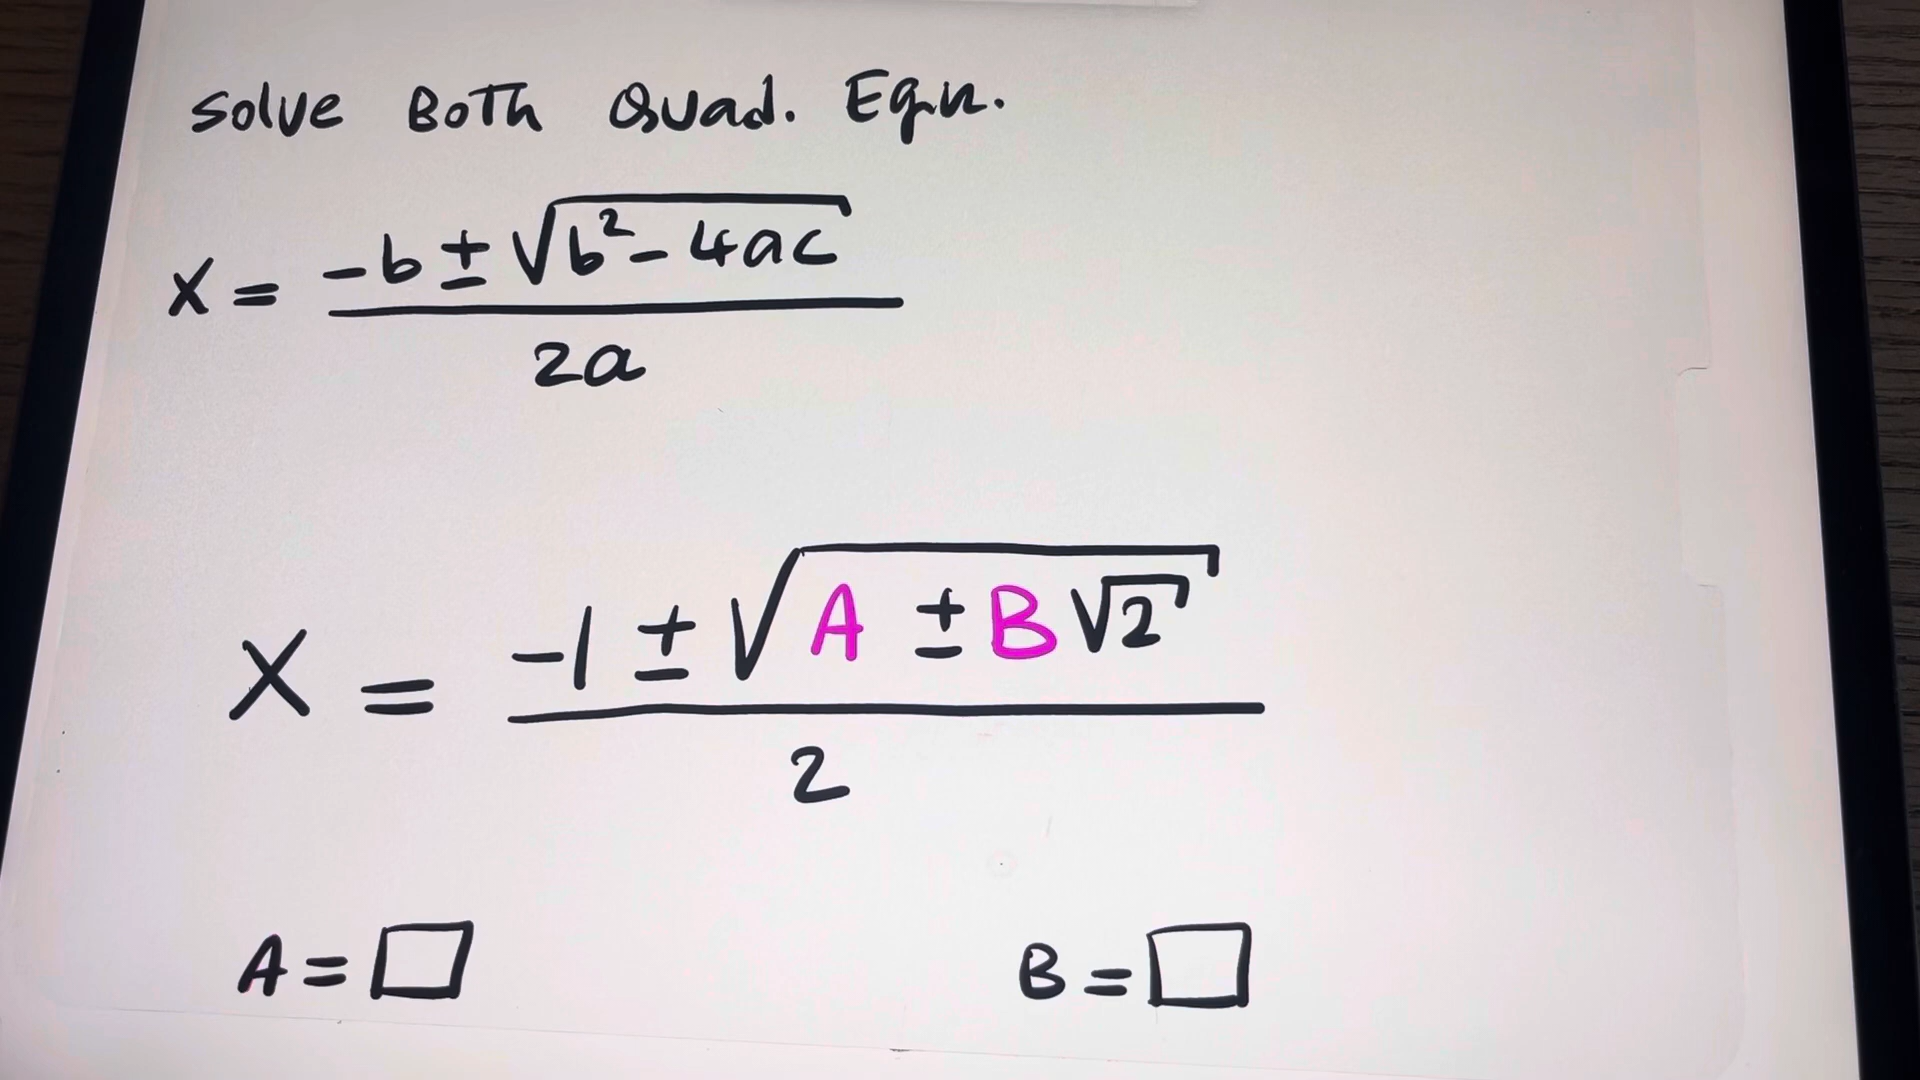 Solve Both Quad. Eqn.
x = (-b ± √(b² - 4ac)) / 2a
x = (-1 ± √(A ± B√2)) / 2
A = □ B = □